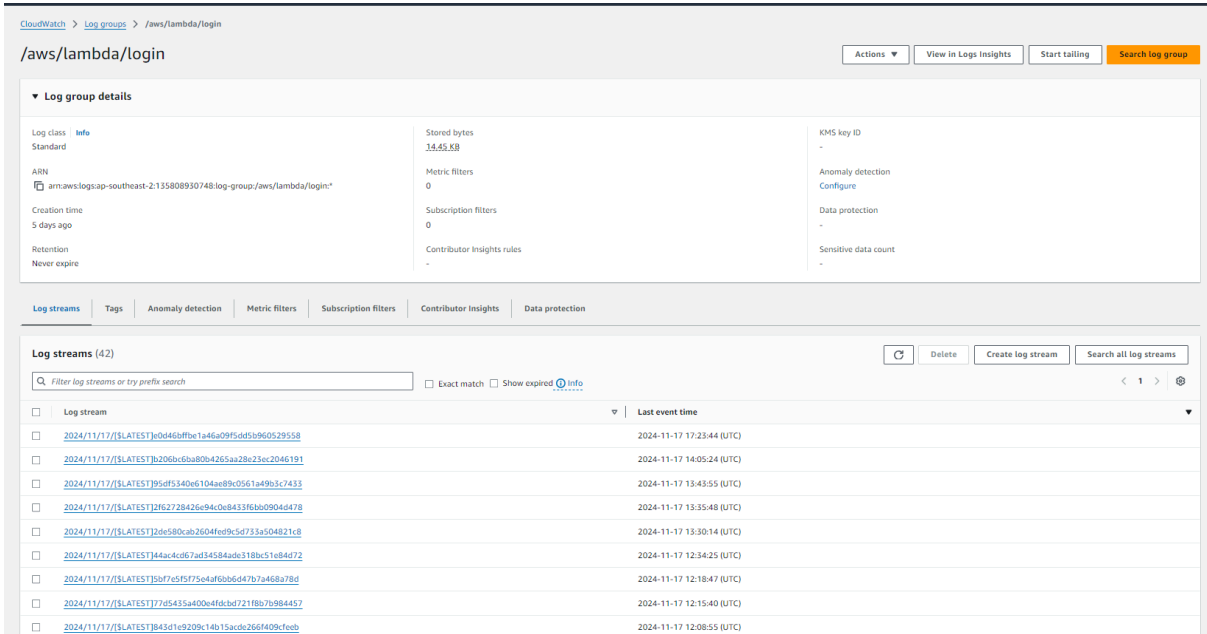 CloudWatch > Log groups > /aws/lambda/login
/aws/lambda/login
Actions ▼ View in Logs Insights Start tailing Search log group
▼ Log group details
Log class Info
Standard
ARN
arn:aws:logs:ap-southeast-2:135808930748:log-group:/aws/lambda/login:*
Creation time
5 days ago
Retention
Never expire
Stored bytes
14.45 KB
Metric filters
0
Subscription filters
0
Contributor Insights rules
-
KMS key ID
-
Anomaly detection
Configure
Data protection
-
Sensitive data count
-
Log streams Tags Anomaly detection Metric filters Subscription filters Contributor Insights Data protection
Log streams (42) Delete Create log stream Search all log streams
Filter log streams or try prefix search Exact match Show expired Info < 1 >
Log stream Last event time
2024/11/17/[$LATEST]e0d46bffbe1a46a09f5dd5b960529558 2024-11-17 17:23:44 (UTC)
2024/11/17/[$LATEST]b206bc6ba80b4265aa28e23ec2046191 2024-11-17 14:05:24 (UTC)
2024/11/17/[$LATEST]95df5340e6104ae89c0561a49b3c7433 2024-11-17 13:43:55 (UTC)
2024/11/17/[$LATEST]2f62728426e94c0e8433f6bb0904d478 2024-11-17 13:35:48 (UTC)
2024/11/17/[$LATEST]2de580cab2604fed9c5d733a504821c8 2024-11-17 13:30:14 (UTC)
2024/11/17/[$LATEST]44ac4cd67ad34584ade318bc51e84d72 2024-11-17 12:34:25 (UTC)
2024/11/17/[$LATEST]5bf7e5f5f75e4af6bb6d47b7a468a78d 2024-11-17 12:18:47 (UTC)
2024/11/17/[$LATEST]77d5435a400e4fdcbd721f8b7b984457 2024-11-17 12:15:40 (UTC)
2024/11/17/[$LATEST]843d1e9209c14b15acde266f409cfeeb 2024-11-17 12:08:55 (UTC)